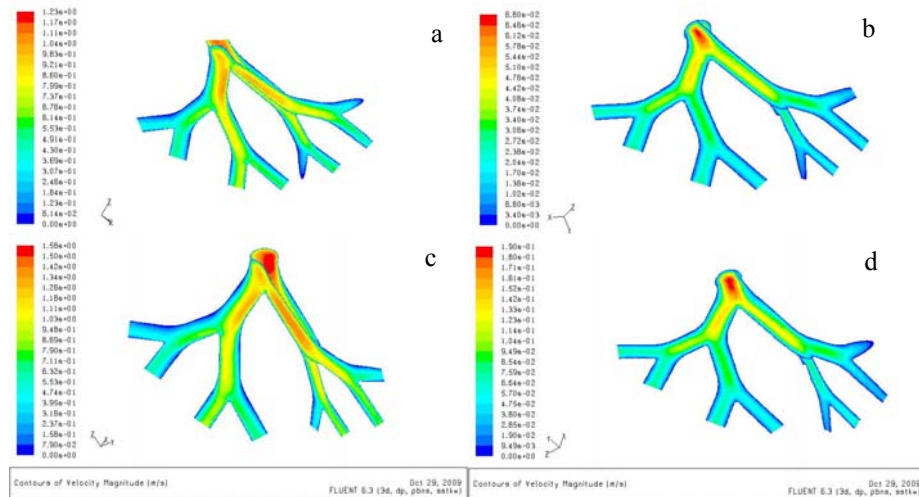 a
1.23e+00
1.17e+00
1.11e+00
1.04e+00
9.83e-01
9.21e-01
8.60e-01
7.99e-01
7.37e-01
6.76e-01
6.14e-01
5.53e-01
4.91e-01
4.30e-01
3.69e-01
3.07e-01
2.46e-01
1.84e-01
1.23e-01
6.14e-02
0.00e+00
Z
X
b
6.80e-02
6.46e-02
6.12e-02
5.78e-02
5.44e-02
5.10e-02
4.76e-02
4.42e-02
4.08e-02
3.74e-02
3.40e-02
3.06e-02
2.72e-02
2.38e-02
2.04e-02
1.70e-02
1.36e-02
1.02e-02
6.80e-03
3.40e-03
0.00e+00
X Z
Y
c
1.58e+00
1.50e+00
1.42e+00
1.34e+00
1.26e+00
1.18e+00
1.11e+00
1.03e+00
9.48e-01
8.69e-01
7.90e-01
7.11e-01
6.32e-01
5.53e-01
4.74e-01
3.95e-01
3.16e-01
2.37e-01
1.58e-01
7.90e-02
0.00e+00
Z X Y
d
1.90e-01
1.80e-01
1.71e-01
1.61e-01
1.52e-01
1.42e-01
1.33e-01
1.23e-01
1.14e-01
1.04e-01
9.49e-02
8.54e-02
7.59e-02
6.64e-02
5.70e-02
4.75e-02
3.80e-02
2.85e-02
1.90e-02
9.49e-03
0.00e+00
Y X
Z
Contours of Velocity Magnitude (m/s)
Oct 29, 2009
FLUENT 6.3 (3d, dp, pbns, sstkw)
Contours of Velocity Magnitude (m/s)
Oct 29, 2009
FLUENT 6.3 (3d, dp, pbns, sstkw)